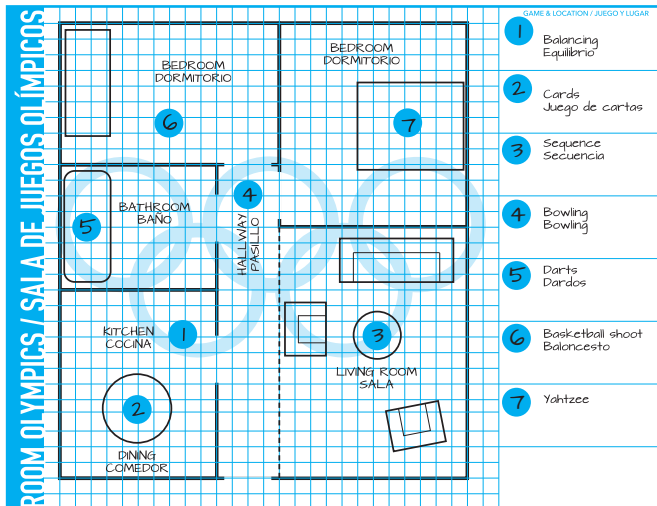 ROOM OLYMPICS / SALA DE JUEGOS OLÍMPICOS
GAME & LOCATION / JUEGO Y LUGAR
BEDROOM
DORMITORIO
6
BEDROOM
DORMITORIO
7
BATHROOM
BAÑO
5
4
HALLWAY
PASILLO
KITCHEN
COCINA
1
2
DINING
COMEDOR
3
LIVING ROOM
SALA
1
Balancing
Equilibrio
2
Cards
Juego de cartas
3
Sequence
Secuencia
4
Bowling
Bowling
5
Darts
Dardos
6
Basketball shoot
Baloncesto
7
Yahtzee